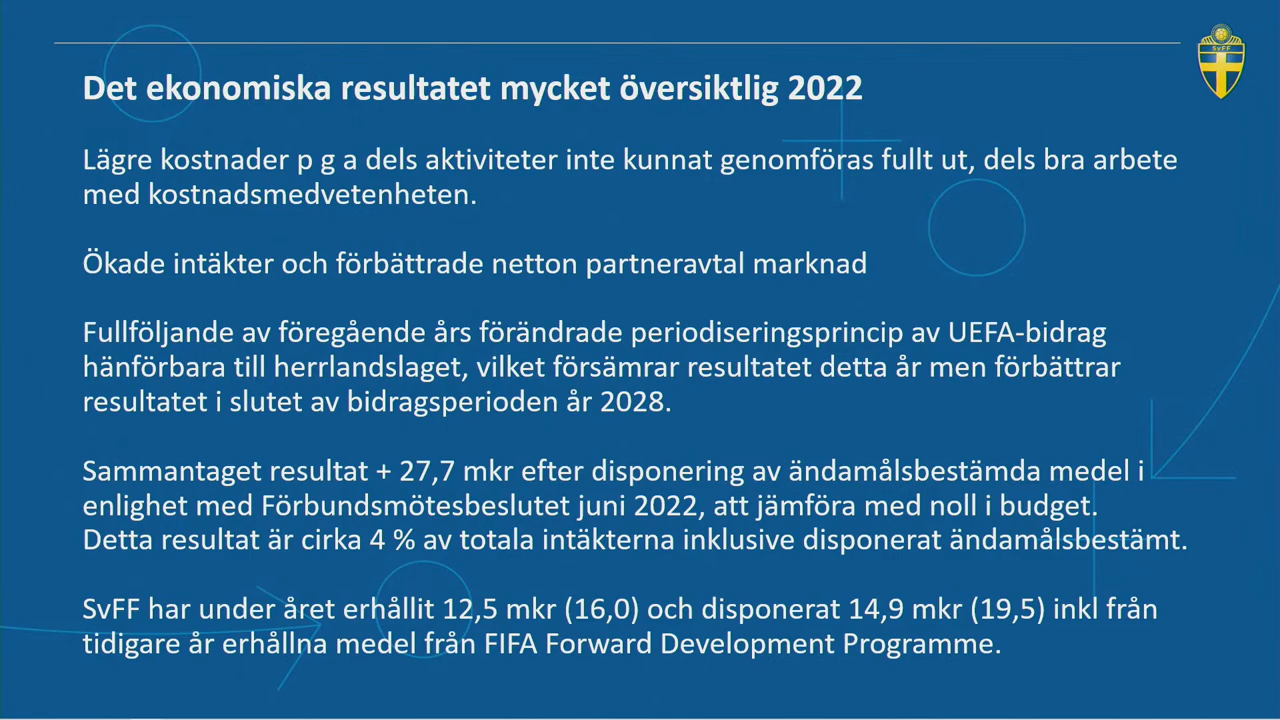 SvFF
Det ekonomiska resultatet mycket översiktlig 2022
Lägre kostnader p g a dels aktiviteter inte kunnat genomföras fullt ut, dels bra arbete
med kostnadsmedvetenheten.
Ökade intäkter och förbättrade netton partneravtal marknad
Fullföljande av föregående års förändrade periodiseringsprincip av UEFA-bidrag
hänförbara till herrlandslaget, vilket försämrar resultatet detta år men förbättrar
resultatet i slutet av bidragsperioden år 2028.
Sammantaget resultat + 27,7 mkr efter disponering av ändamålsbestämda medel i
enlighet med Förbundsmötesbeslutet juni 2022, att jämföra med noll i budget.
Detta resultat är cirka 4 % av totala intäkterna inklusive disponerat ändamålsbestämt.
SvFF har under året erhållit 12,5 mkr (16,0) och disponerat 14,9 mkr (19,5) inkl från
tidigare år erhållna medel från FIFA Forward Development Programme.